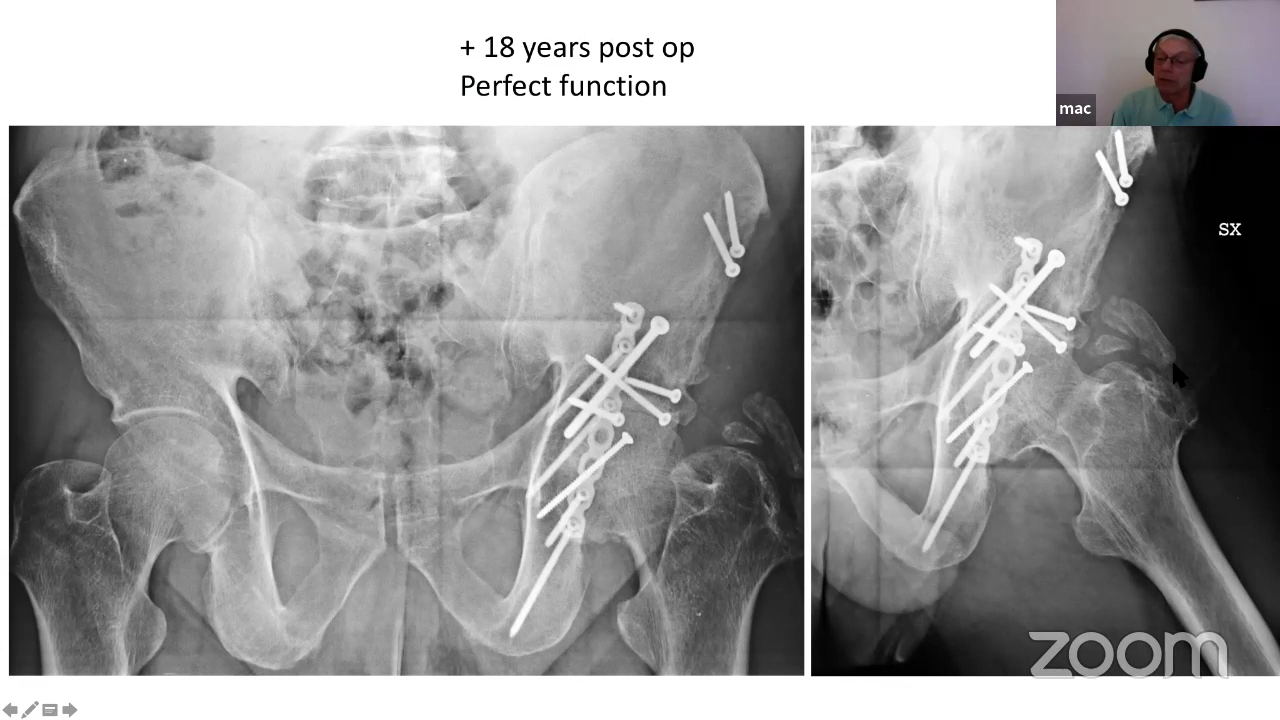 + 18 years post op
Perfect function
mac
SX
zoom